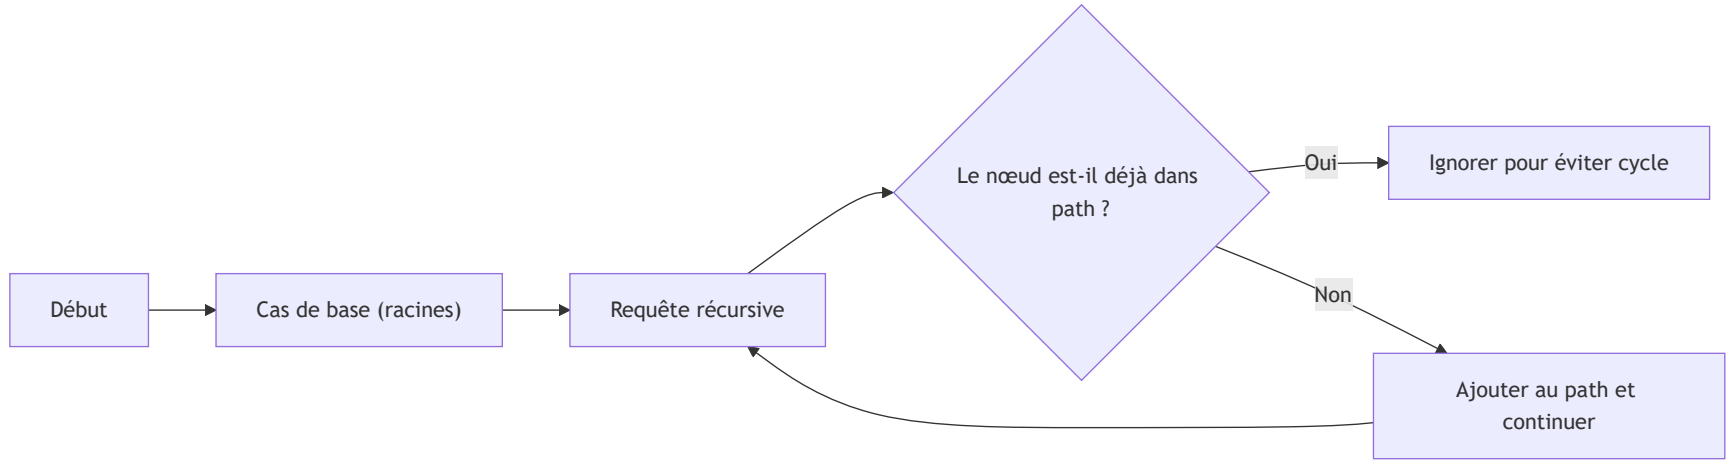 Début
Cas de base (racines)
Requête récursive
Le nœud est-il déjà dans
path ?
Oui
Ignorer pour éviter cycle
Non
Ajouter au path et
continuer